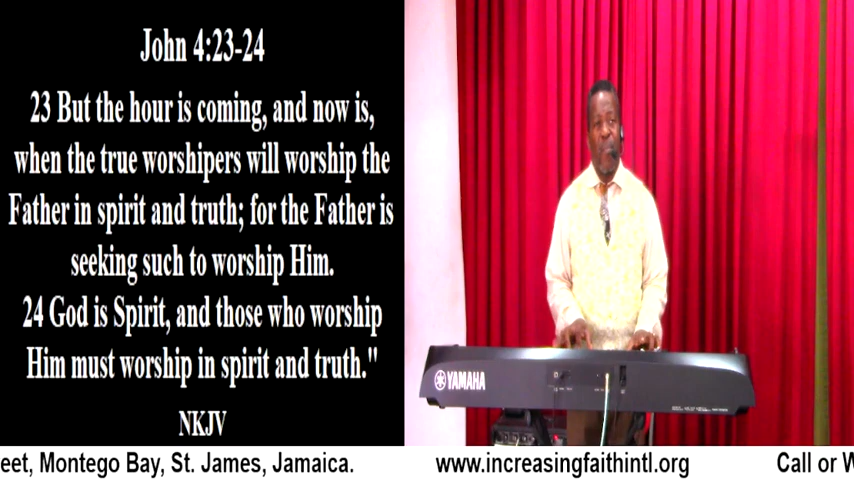 John 4:23-24
23 But the hour is coming, and now is,
when the true worshipers will worship the
Father in spirit and truth; for the Father is
seeking such to worship Him.
24 God is Spirit, and those who worship
Him must worship in spirit and truth."
NKJV
YAMAHA
Montego Bay, St. James, Jamaica. www.increasingfaithintl.org Call or